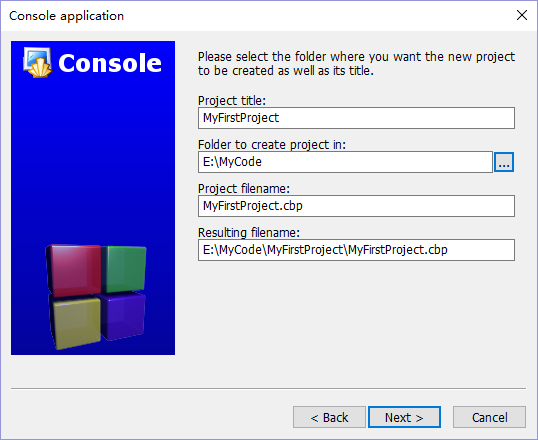 Console application
Console
Please select the folder where you want the new project
to be created as well as its title.
Project title:
MyFirstProject
Folder to create project in:
E:\MyCode
...
Project filename:
MyFirstProject.cbp
Resulting filename:
E:\MyCode\MyFirstProject\MyFirstProject.cbp
< Back
Next >
Cancel